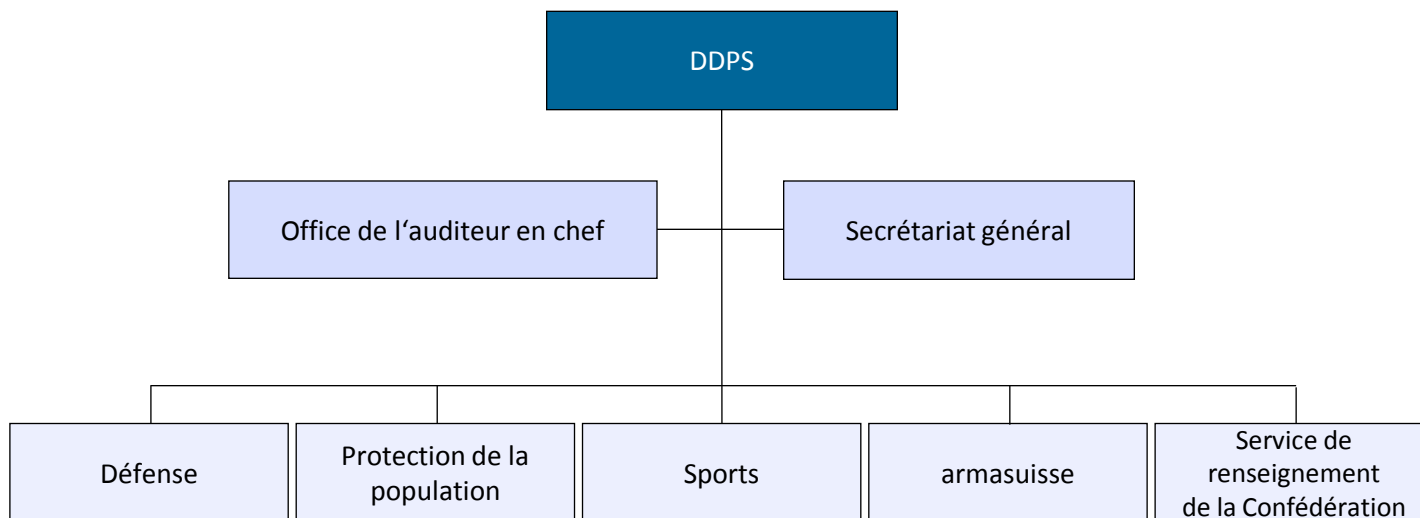 DDPS
Office de l‘auditeur en chef
Secrétariat général
Défense
Protection de la
population
Sports
armasuisse
Service de
renseignement
de la Confédération